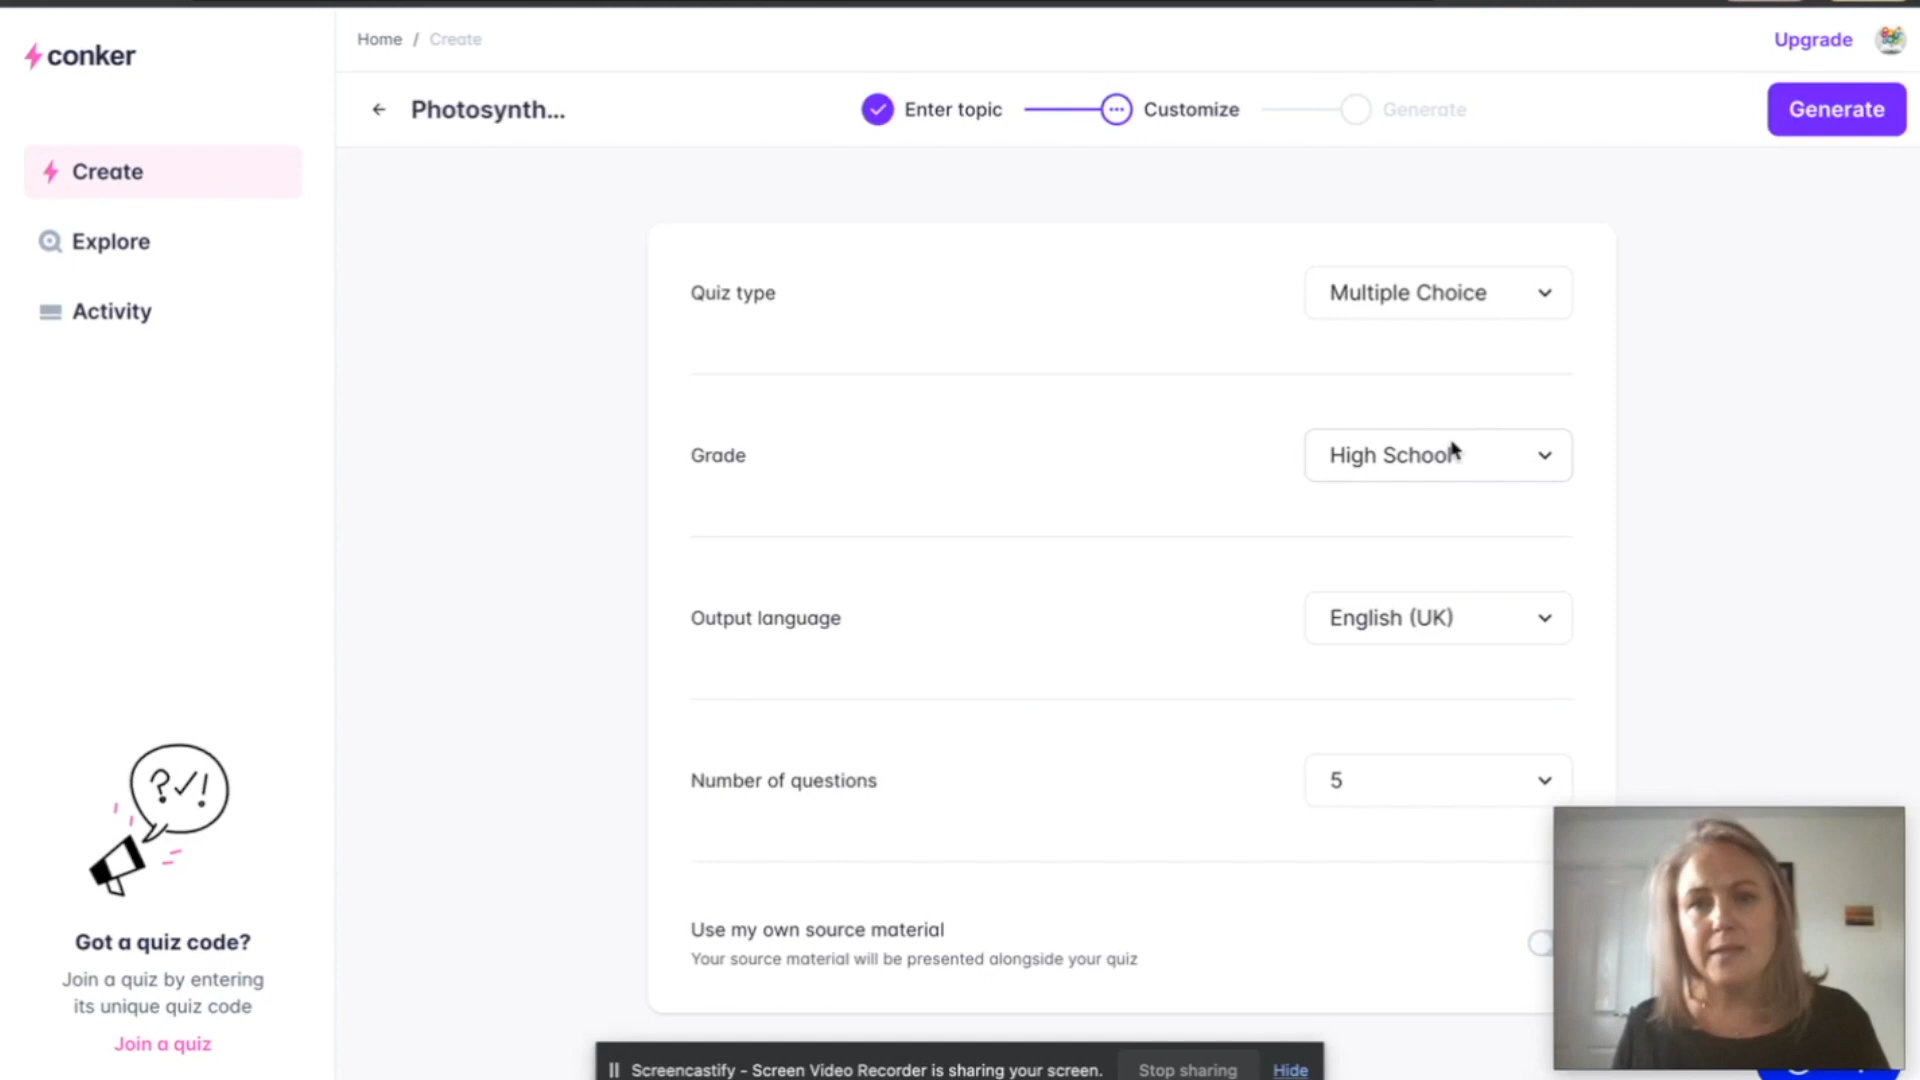 conker
Home / Create
Upgrade
Photosynth...
Enter topic
Customize
Generate
Generate
Create
Explore
Activity
Quiz type
Multiple Choice
Grade
High School
Output language
English (UK)
Number of questions
5
Use my own source material
Your source material will be presented alongside your quiz
?✓!
Got a quiz code?
Join a quiz by entering
its unique quiz code
Join a quiz
Screencastify - Screen Video Recorder is sharing your screen.
Stop sharing
Hide